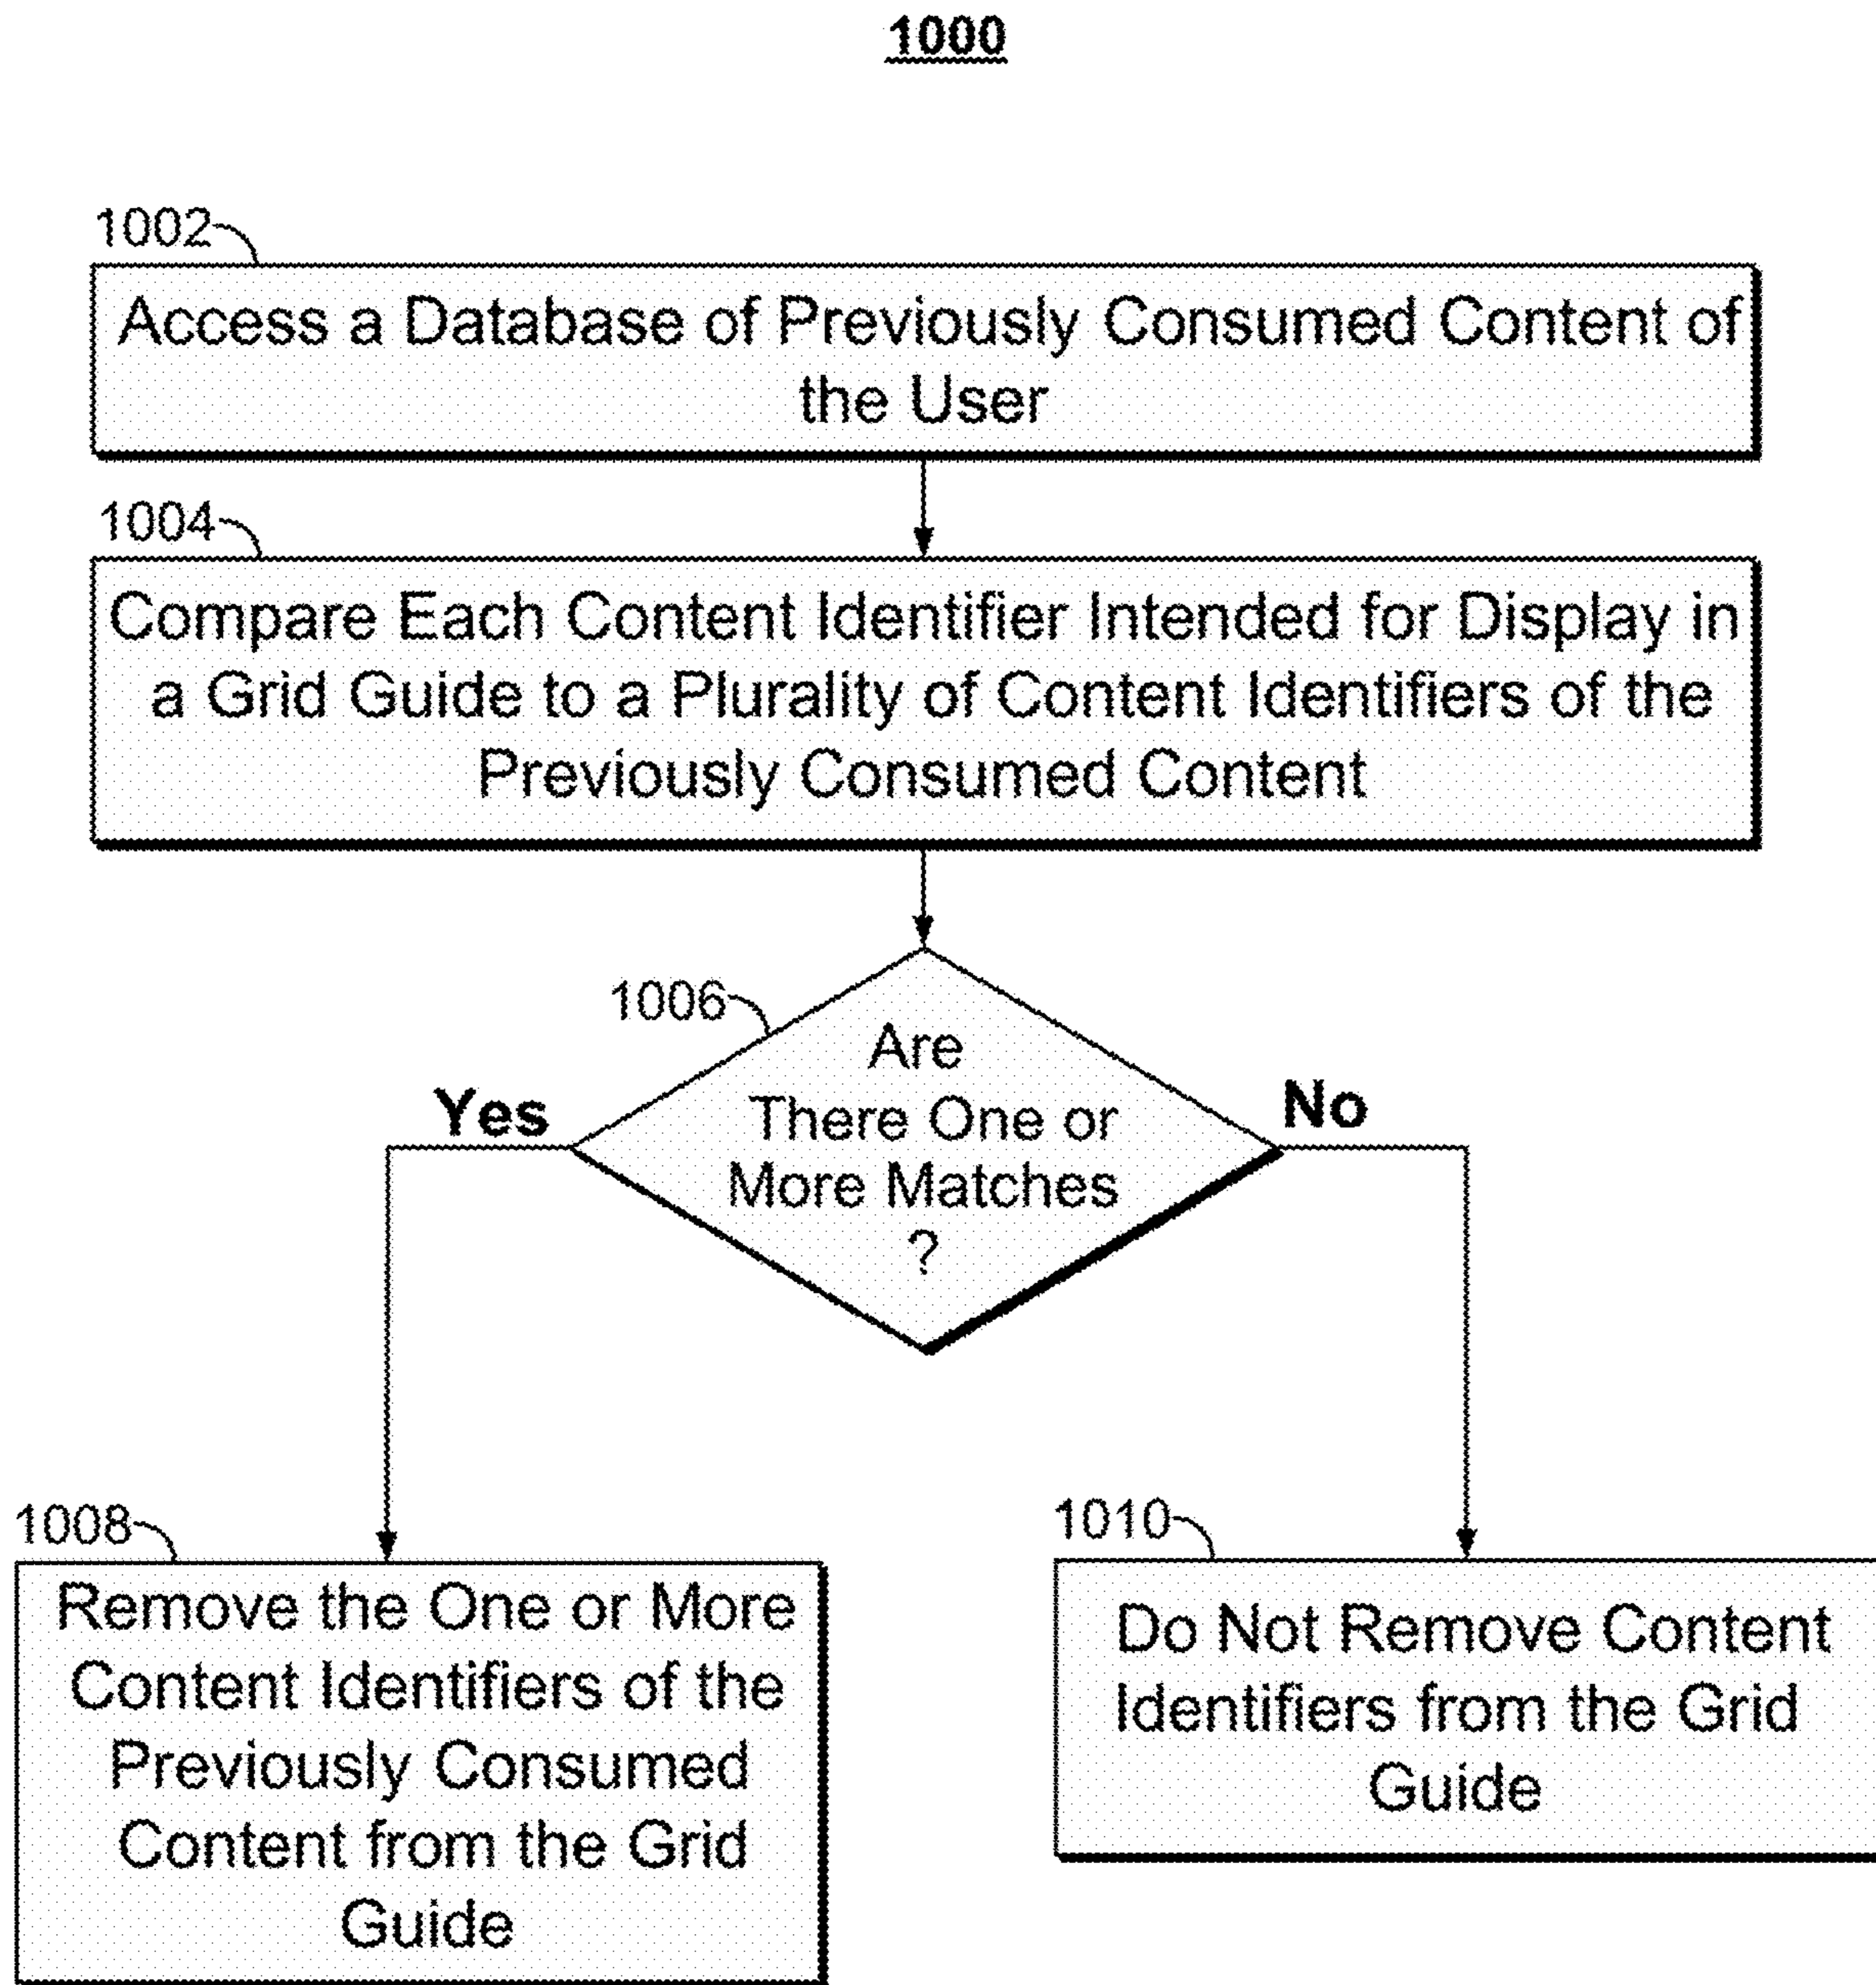 1000
1002
Access a Database of Previously Consumed Content of
the User
1004
Compare Each Content Identifier Intended for Display in
a Grid Guide to a Plurality of Content Identifiers of the
Previously Consumed Content
1006
Are
There One or
More Matches
?
Yes
No
1008
Remove the One or More
Content Identifiers of the
Previously Consumed
Content from the Grid
Guide
1010
Do Not Remove Content
Identifiers from the Grid
Guide